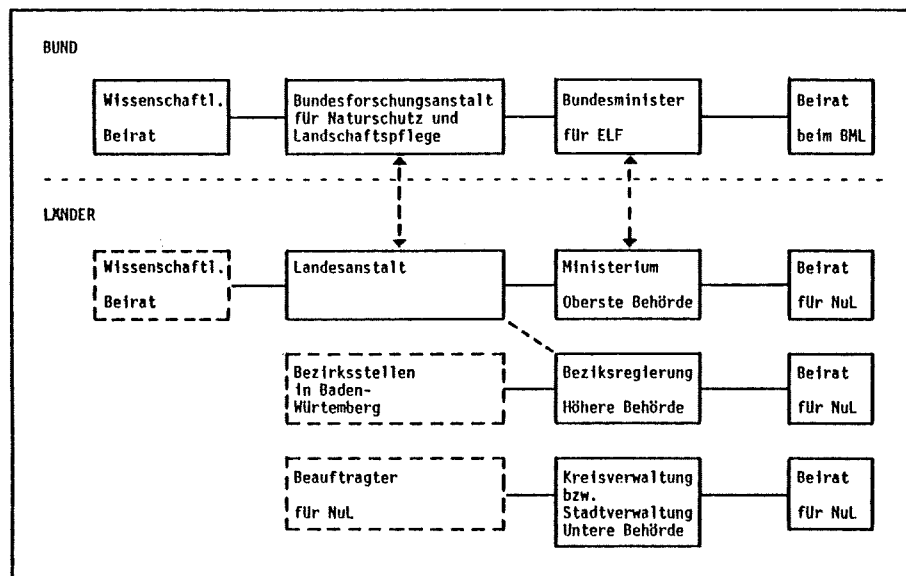 BUND
Wissenschaftl.
Beirat
Bundesforschungsanstalt
für Naturschutz und
Landschaftspflege
Bundesminister
für ELF
Beirat
beim BML
LÄNDER
Wissenschaftl.
Beirat
Landesanstalt
Ministerium
Oberste Behörde
Beirat
für NuL
Bezirksstellen
in Baden-
Würtemberg
Beziksregierung
Höhere Behörde
Beirat
für NuL
Beauftragter
für NuL
Kreisverwaltung
bzw.
Stadtverwaltung
Untere Behörde
Beirat
für NuL